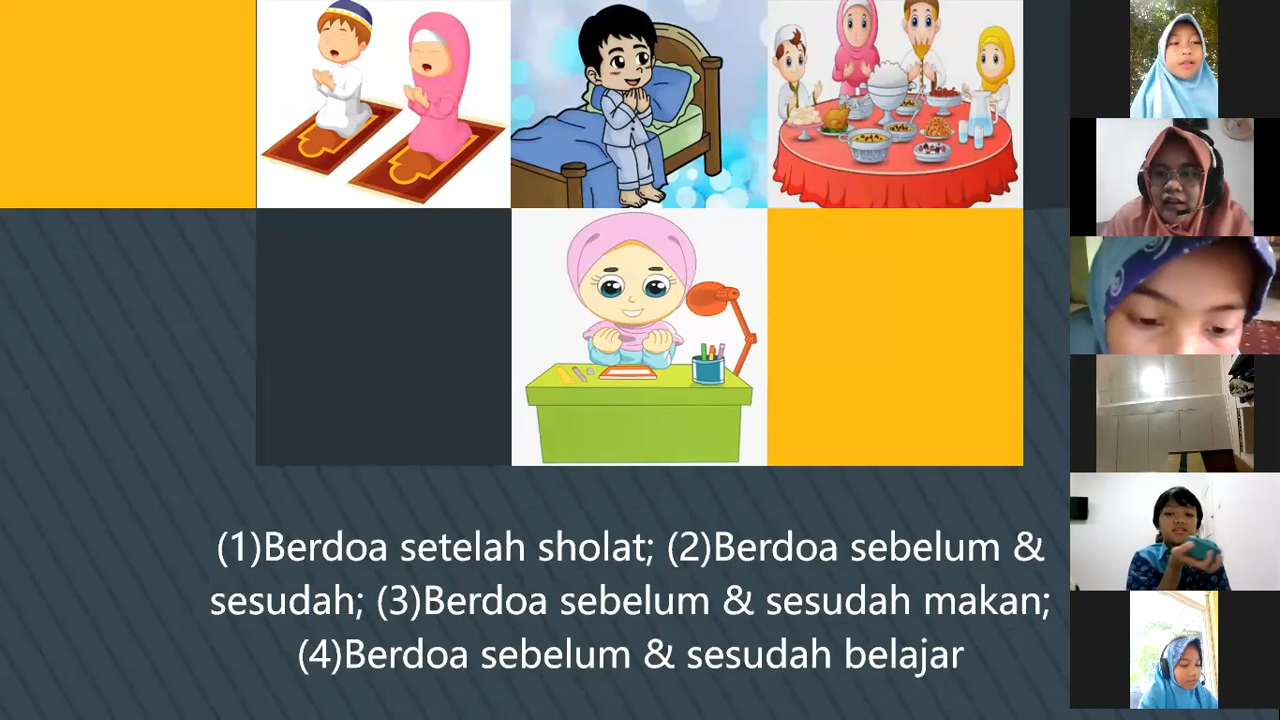 (1)Berdoa setelah sholat; (2)Berdoa sebelum &
sesudah; (3)Berdoa sebelum & sesudah makan;
(4)Berdoa sebelum & sesudah belajar